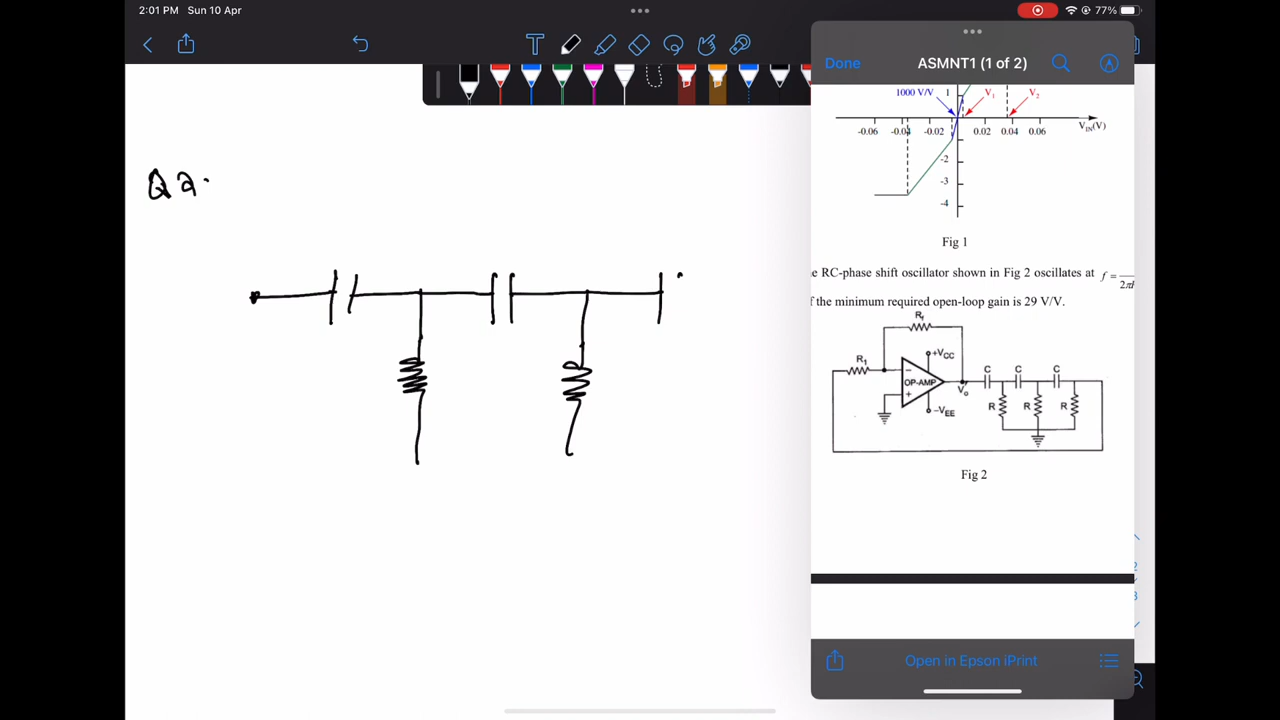 2:01 PM Sun 10 Apr
77%
T
Done
ASMNT1 (1 of 2)
Q2.
1000 V/V
1
V1
V2
-0.06
-0.04
-0.02
0.02
0.04
0.06
VIN(V)
-2
-3
-4
Fig 1
e RC-phase shift oscillator shown in Fig 2 oscillates at f =
f the minimum required open-loop gain is 29 V/V.
Rf
R1
+VCC
OP-AMP
−
+
-VEE
Vo
C
C
C
R
R
R
Fig 2
Open in Epson iPrint